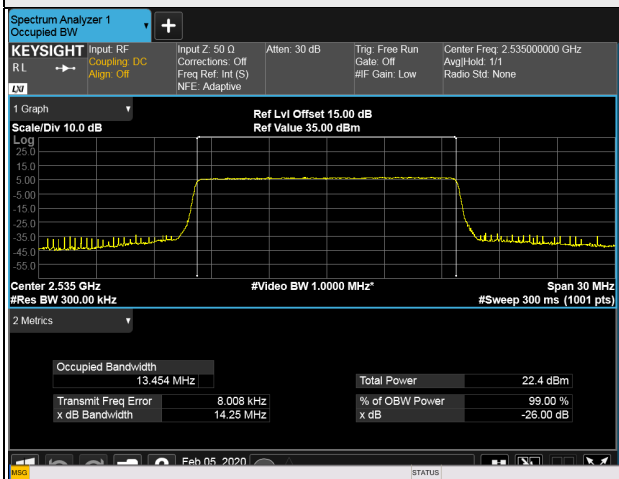 Spectrum Analyzer 1
Occupied BW
+
KEYSIGHT
RL
LXI
Input: RF
Coupling: DC
Align: Off
Input Z: 50 Ω
Corrections: Off
Freq Ref: Int (S)
NFE: Adaptive
Atten: 30 dB
Trig: Free Run
Gate: Off
#IF Gain: Low
Center Freq: 2.535000000 GHz
Avg|Hold: 1/1
Radio Std: None
1 Graph
Scale/Div 10.0 dB
Ref Lvl Offset 15.00 dB
Ref Value 35.00 dBm
Log
25.0
15.0
5.00
-5.00
-15.0
-25.0
-35.0
-45.0
-55.0
Center 2.535 GHz
#Res BW 300.00 kHz
#Video BW 1.0000 MHz*
Span 30 MHz
#Sweep 300 ms (1001 pts)
2 Metrics
Occupied Bandwidth
13.454 MHz
Transmit Freq Error 8.008 kHz
x dB Bandwidth 14.25 MHz
Total Power 22.4 dBm
% of OBW Power 99.00 %
x dB -26.00 dB
Feb 05, 2020
MSG
STATUS